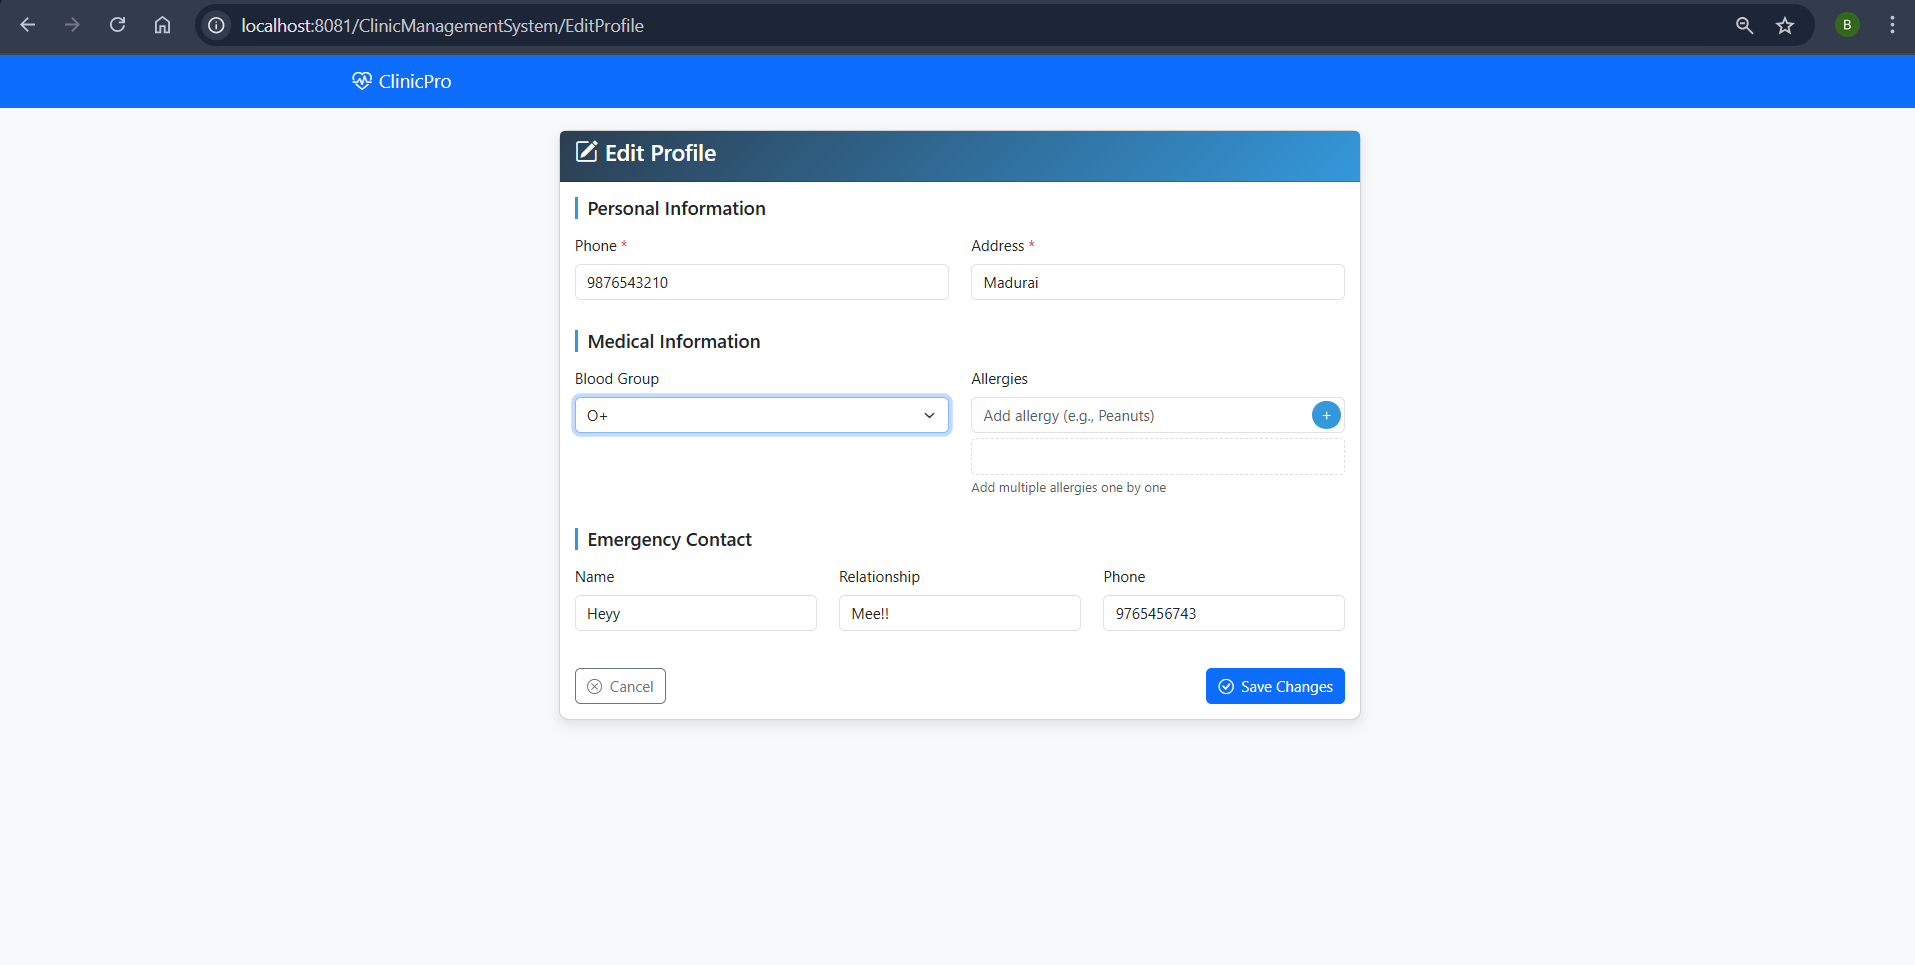 localhost:8081/ClinicManagementSystem/EditProfile
B
ClinicPro
Edit Profile
Personal Information
Phone *
Address *
9876543210
Madurai
Medical Information
Blood Group
Allergies
O+
Add allergy (e.g., Peanuts)
+
Add multiple allergies one by one
Emergency Contact
Name
Relationship
Phone
Heyy
Mee!!
9765456743
Cancel
Save Changes